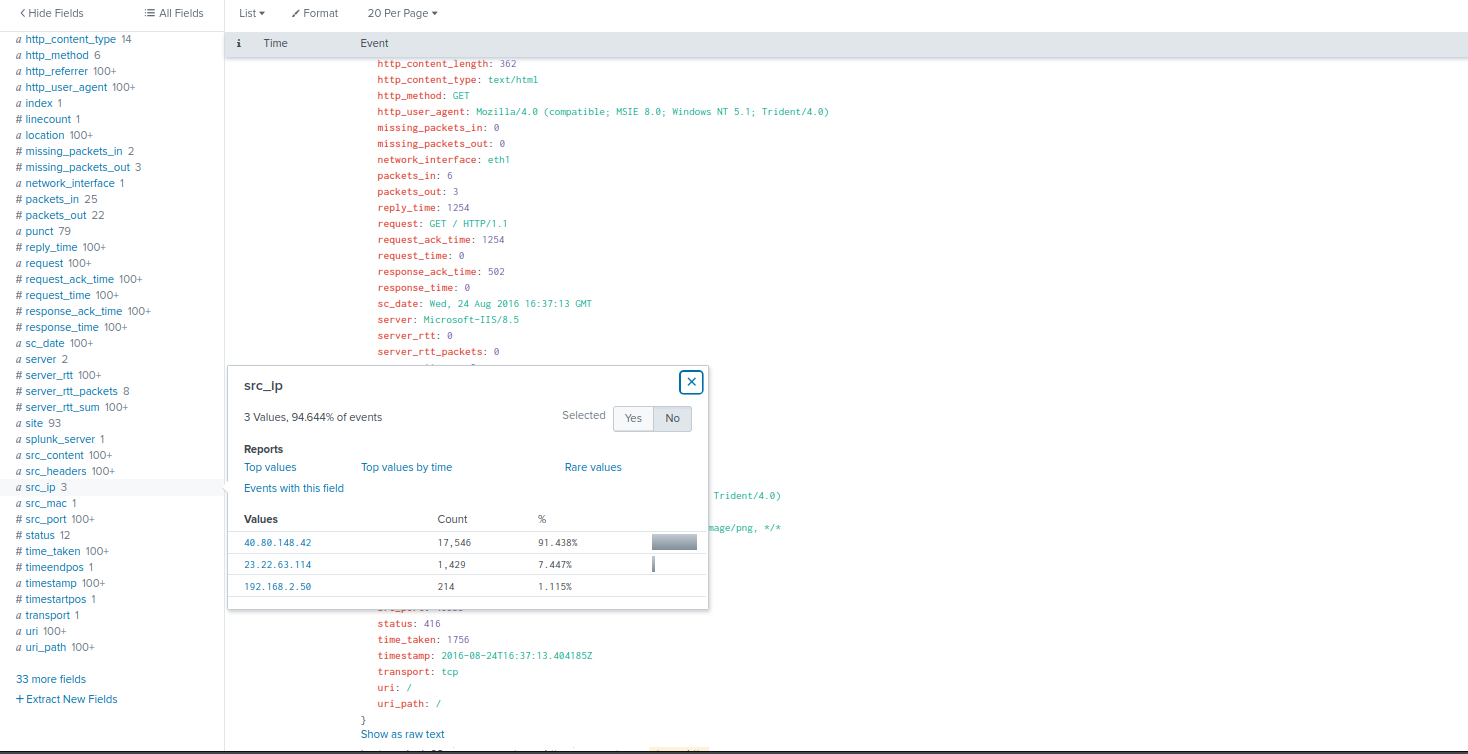 Hide Fields
All Fields
List
Format
20 Per Page
i Time Event
a http_content_type 14
a http_method 6
a http_referrer 100+
a http_user_agent 100+
a index 1
# linecount 1
a location 100+
# missing_packets_in 2
# missing_packets_out 3
a network_interface 1
# packets_in 25
# packets_out 22
a punct 79
# reply_time 100+
a request 100+
# request_ack_time 100+
# request_time 100+
# response_ack_time 100+
# response_time 100+
a sc_date 100+
a server 2
# server_rtt 100+
# server_rtt_packets 8
# server_rtt_sum 100+
a site 93
a splunk_server 1
a src_content 100+
a src_headers 100+
a src_ip 3
a src_mac 1
# src_port 100+
# status 12
# time_taken 100+
# timeendpos 1
a timestamp 100+
# timestartpos 1
a transport 1
a uri 100+
a uri_path 100+
33 more fields
+ Extract New Fields
http_content_length: 362
http_content_type: text/html
http_method: GET
http_user_agent: Mozilla/4.0 (compatible; MSIE 8.0; Windows NT 5.1; Trident/4.0)
missing_packets_in: 0
missing_packets_out: 0
network_interface: eth1
packets_in: 6
packets_out: 3
reply_time: 1254
request: GET / HTTP/1.1
request_ack_time: 1254
request_time: 0
response_ack_time: 502
response_time: 0
sc_date: Wed, 24 Aug 2016 16:37:13 GMT
server: Microsoft-IIS/8.5
server_rtt: 0
server_rtt_packets: 0
src_ip
3 Values, 94.644% of events
Selected Yes No
Reports
Top values Top values by time Rare values
Events with this field
Values Count %
40.80.148.42 17,546 91.438%
23.22.63.114 1,429 7.447%
192.168.2.50 214 1.115%
Trident/4.0)
mage/png, */*
status: 416
time_taken: 1756
timestamp: 2016-08-24T16:37:13.404185Z
transport: tcp
uri: /
uri_path: /
}
Show as raw text